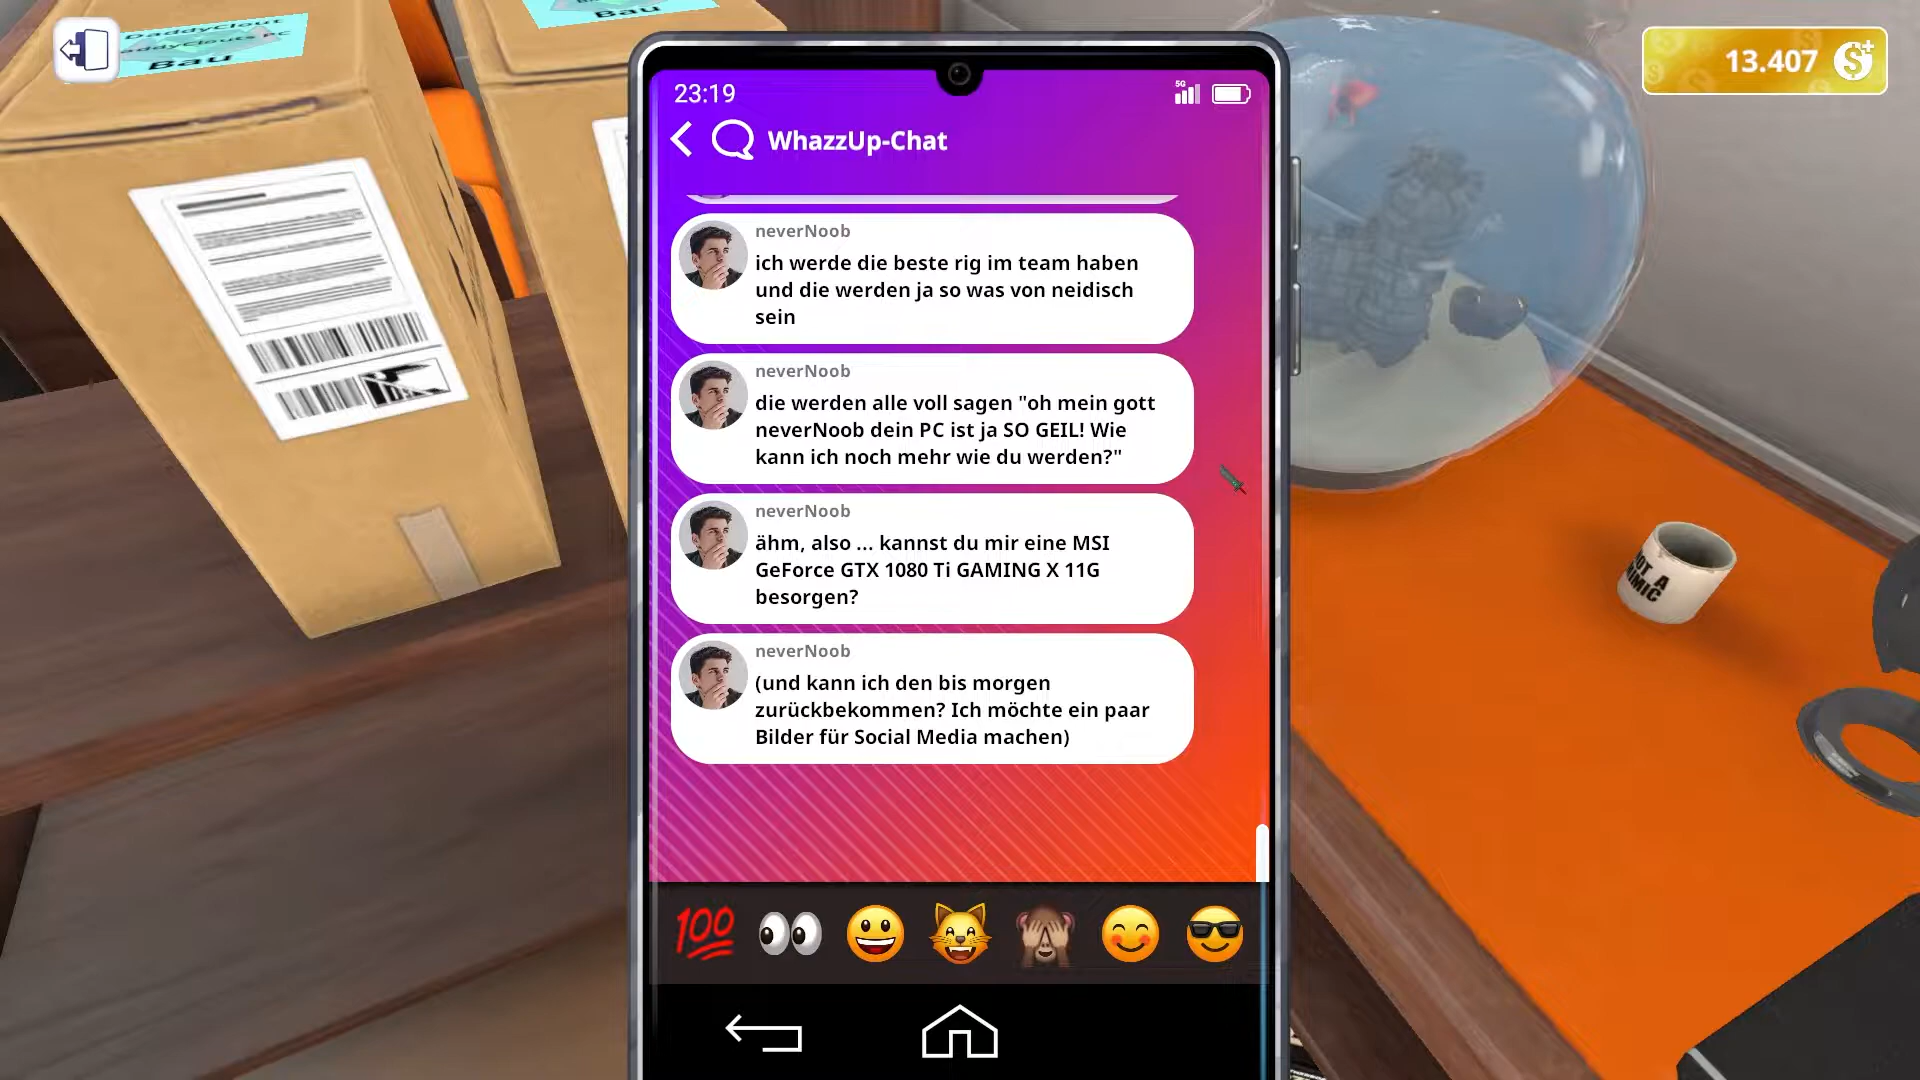 DaddyClout
Bau
Bau
13.407
23:19
5G
WhazzUp-Chat
neverNoob
ich werde die beste rig im team haben
und die werden ja so was von neidisch
sein
neverNoob
die werden alle voll sagen "oh mein gott
neverNoob dein PC ist ja SO GEIL! Wie
kann ich noch mehr wie du werden?"
neverNoob
ähm, also ... kannst du mir eine MSI
GeForce GTX 1080 Ti GAMING X 11G
besorgen?
neverNoob
(und kann ich den bis morgen
zurückbekommen? Ich möchte ein paar
Bilder für Social Media machen)
100